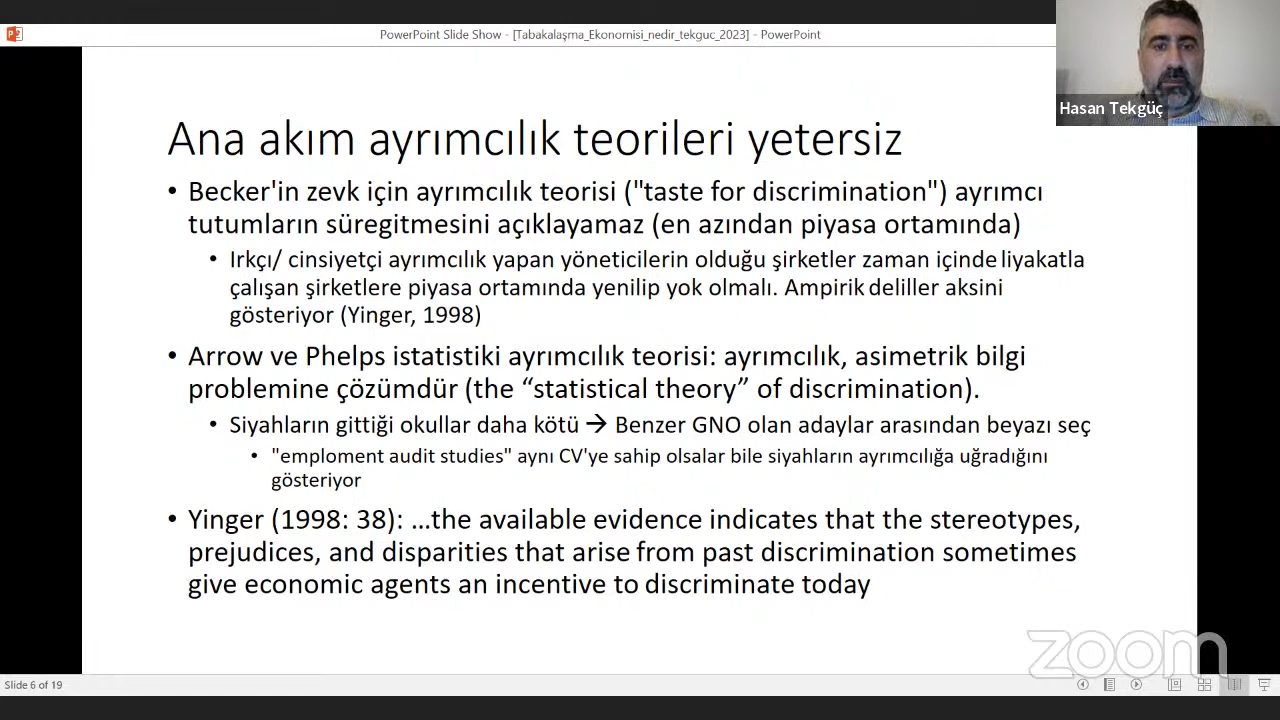 PowerPoint Slide Show - [Tabakalaşma_Ekonomisi_nedir_tekguc_2023] - PowerPoint
Hasan Tekgüç
Ana akım ayrımcılık teorileri yetersiz
• Becker'in zevk için ayrımcılık teorisi ("taste for discrimination") ayrımcı
tutumların süregitmesini açıklayamaz (en azından piyasa ortamında)
• Irkçı/ cinsiyetçi ayrımcılık yapan yöneticilerin olduğu şirketler zaman içinde liyakatla
çalışan şirketlere piyasa ortamında yenilip yok olmalı. Ampirik deliller aksini
gösteriyor (Yinger, 1998)
• Arrow ve Phelps istatistiki ayrımcılık teorisi: ayrımcılık, asimetrik bilgi
problemine çözümdür (the “statistical theory” of discrimination).
• Siyahların gittiği okullar daha kötü → Benzer GNO olan adaylar arasından beyazı seç
• "emploment audit studies" aynı CV'ye sahip olsalar bile siyahların ayrımcılığa uğradığını
gösteriyor
• Yinger (1998: 38): …the available evidence indicates that the stereotypes,
prejudices, and disparities that arise from past discrimination sometimes
give economic agents an incentive to discriminate today
zoom
Slide 6 of 19